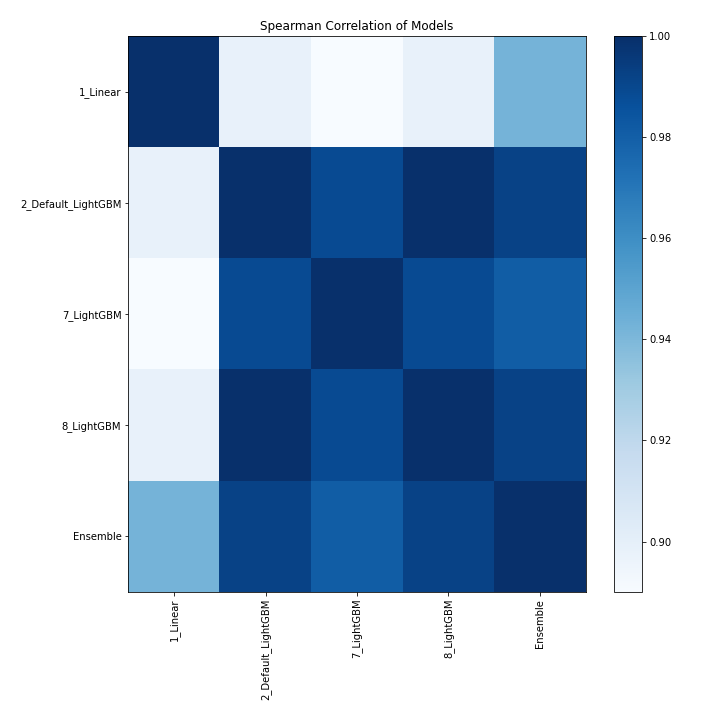 Spearman Correlation of Models
1_Linear
2_Default_LightGBM
7_LightGBM
8_LightGBM
Ensemble
1_Linear
2_Default_LightGBM
7_LightGBM
8_LightGBM
Ensemble
1.00
0.98
0.96
0.94
0.92
0.90